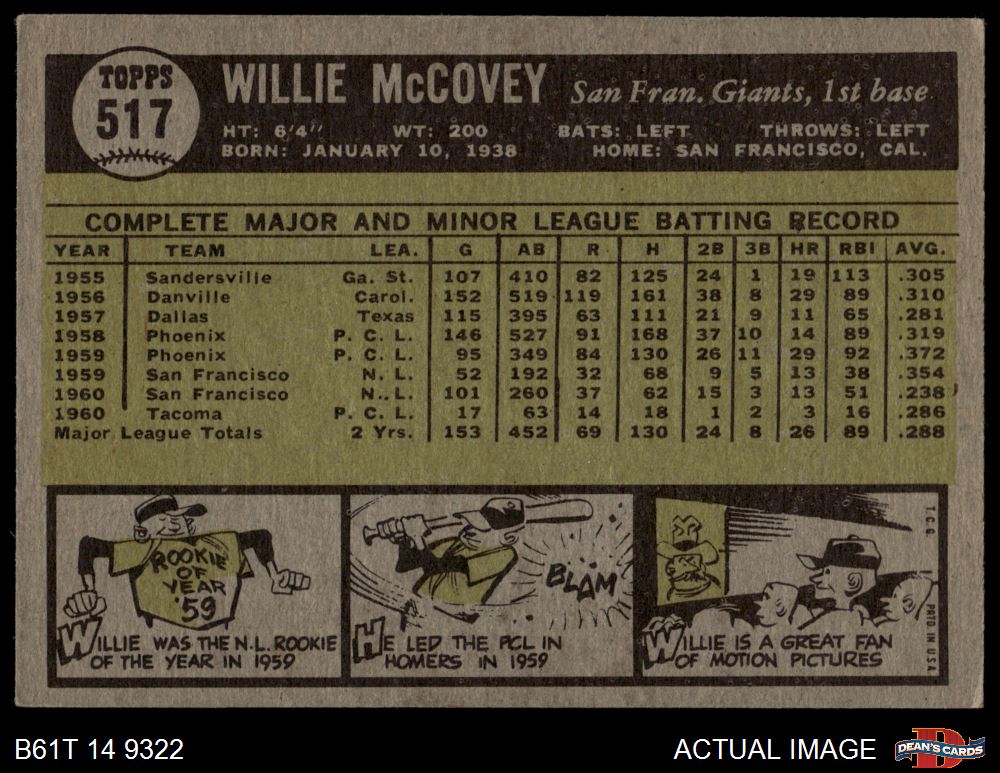 TOPPS
517
WILLIE McCOVEY San Fran. Giants, 1st base
HT: 6'4" WT: 200 BATS: LEFT THROWS: LEFT
BORN: JANUARY 10, 1938 HOME: SAN FRANCISCO, CAL.
COMPLETE MAJOR AND MINOR LEAGUE BATTING RECORD
YEAR TEAM LEA. G AB R H 2B 3B HR RBI AVG.
1955 Sandersville Ga. St. 107 410 82 125 24 1 19 113 .305
1956 Danville Carol. 152 519 119 161 38 8 29 89 .310
1957 Dallas Texas 115 395 63 111 21 9 11 65 .281
1958 Phoenix P. C. L. 146 527 91 168 37 10 14 89 .319
1959 Phoenix P. C. L. 95 349 84 130 26 11 29 92 .372
1959 San Francisco N. L. 52 192 32 68 9 5 13 38 .354
1960 San Francisco N. L. 101 260 37 62 15 3 13 51 .238
1960 Tacoma P. C. L. 17 63 14 18 1 2 3 16 .286
Major League Totals 2 Yrs. 153 452 69 130 24 8 26 89 .288
ROOKIE
OF
YEAR
'59
WILLIE WAS THE N.L. ROOKIE
OF THE YEAR IN 1959
BLAM
HE LED THE PCL IN
HOMERS IN 1959
WILLIE IS A GREAT FAN
OF MOTION PICTURES
T.C.G.
PRTD. IN U.S.A.
B61T 14 9322
ACTUAL IMAGE
DEAN'S CARDS